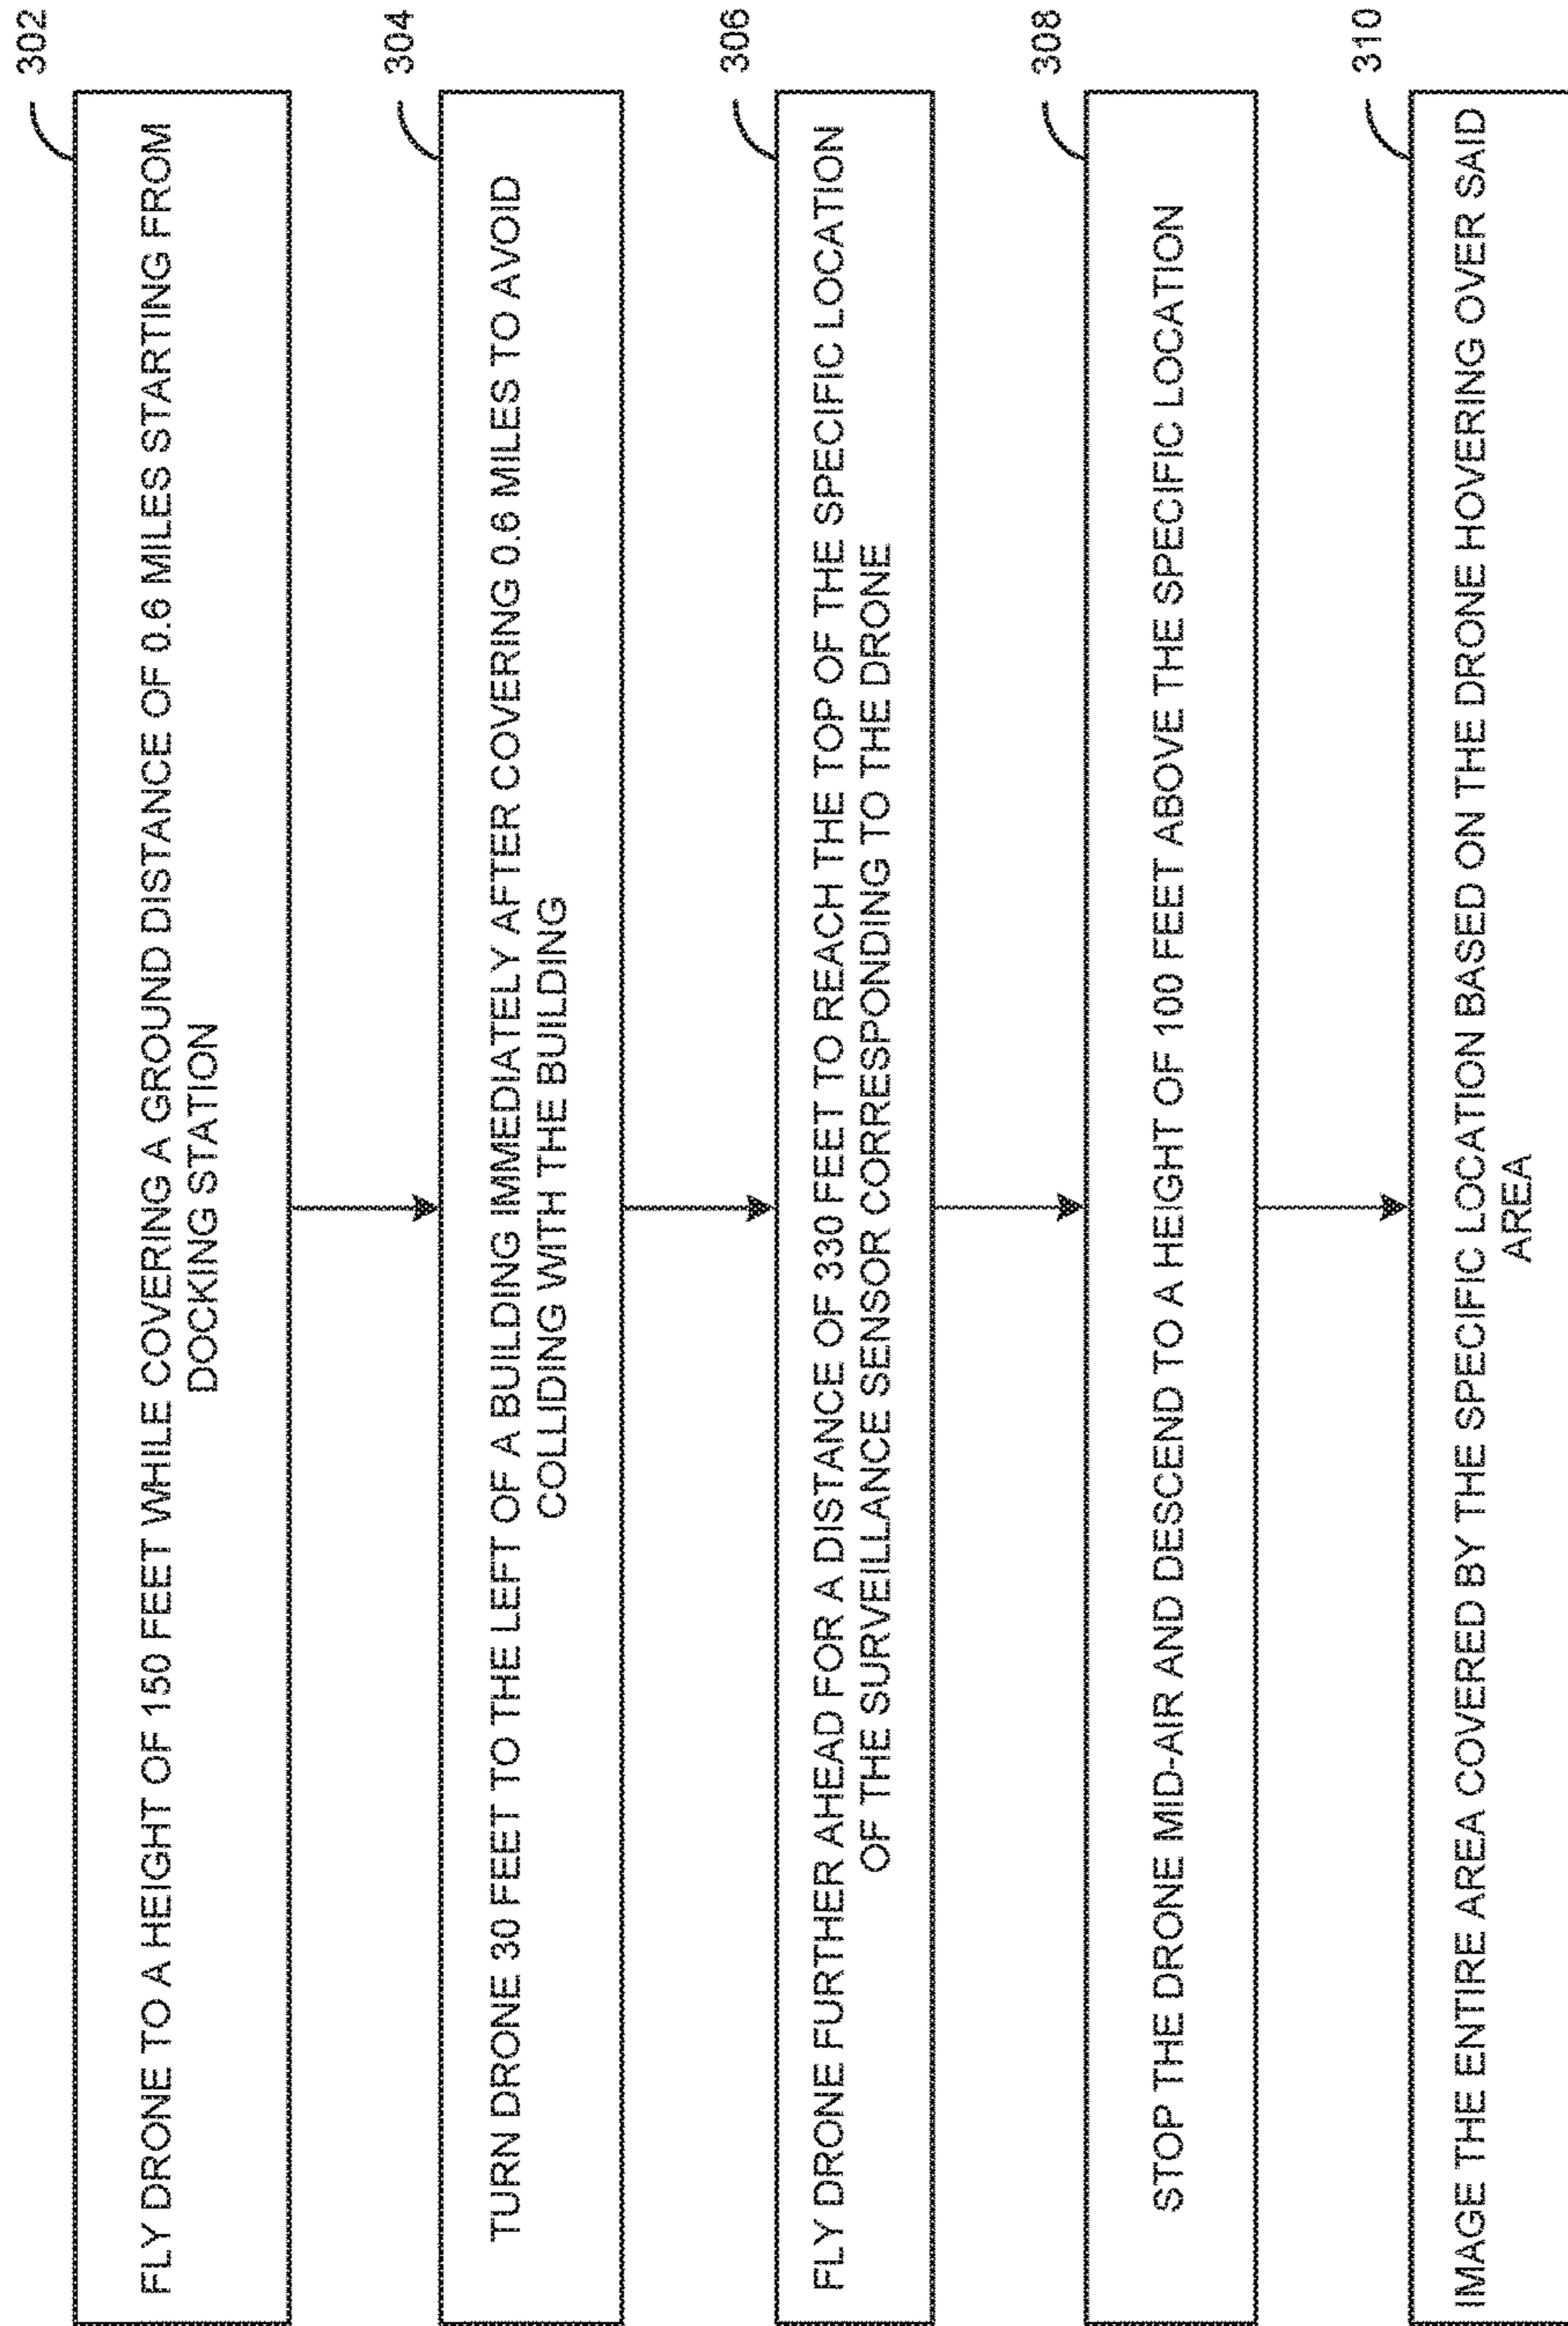 302
FLY DRONE TO A HEIGHT OF 150 FEET WHILE COVERING A GROUND DISTANCE OF 0.6 MILES STARTING FROM
DOCKING STATION
304
TURN DRONE 30 FEET TO THE LEFT OF A BUILDING IMMEDIATELY AFTER COVERING 0.6 MILES TO AVOID
COLLIDING WITH THE BUILDING
306
FLY DRONE FURTHER AHEAD FOR A DISTANCE OF 330 FEET TO REACH THE TOP OF THE SPECIFIC LOCATION
OF THE SURVEILLANCE SENSOR CORRESPONDING TO THE DRONE
308
STOP THE DRONE MID-AIR AND DESCEND TO A HEIGHT OF 100 FEET ABOVE THE SPECIFIC LOCATION
310
IMAGE THE ENTIRE AREA COVERED BY THE SPECIFIC LOCATION BASED ON THE DRONE HOVERING OVER SAID
AREA